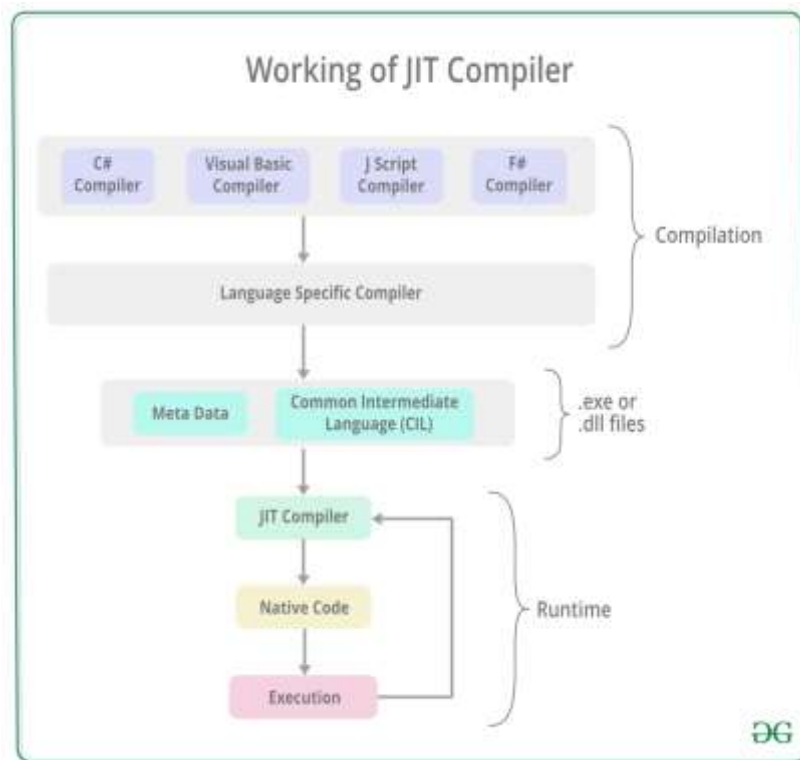 Working of JIT Compiler
C#
Compiler
Visual Basic
Compiler
J Script
Compiler
F#
Compiler
Compilation
Language Specific Compiler
Meta Data
Common Intermediate
Language (CIL)
.exe or
.dll files
JIT Compiler
Native Code
Runtime
Execution